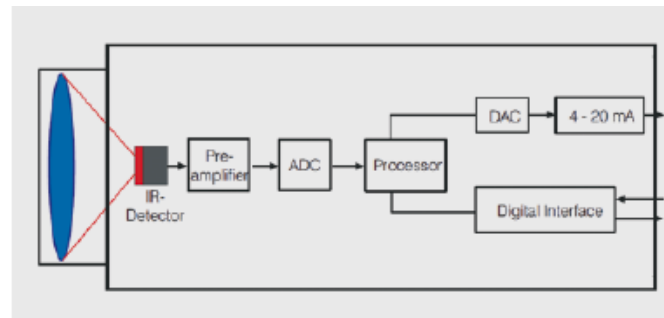 DAC
4 - 20 mA
Pre-
amplifier
ADC
Processor
IR-
Detector
Digital Interface